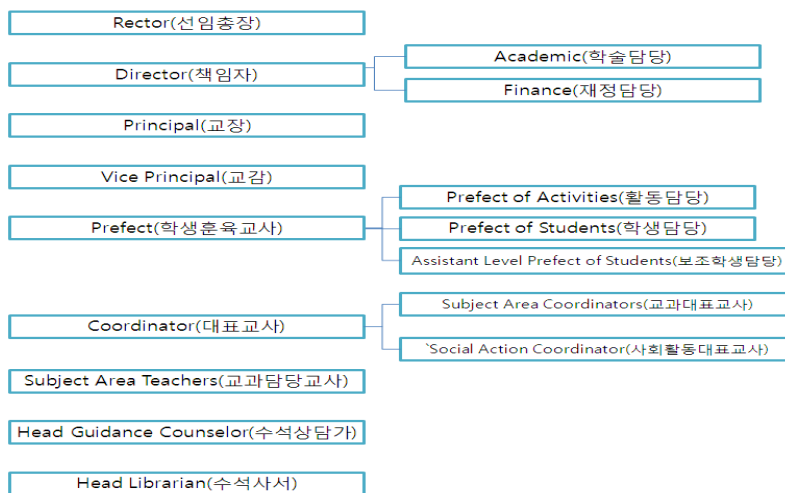 Rector(선임총장)
Director(책임자)
Academic(학술담당)
Finance(재정담당)
Principal(교장)
Vice Principal(교감)
Prefect(학생훈육교사)
Prefect of Activities(활동담당)
Prefect of Students(학생담당)
Assistant Level Prefect of Students(보조학생담당)
Coordinator(대표교사)
Subject Area Coordinators(교과대표교사)
`Social Action Coordinator(사회활동대표교사)
Subject Area Teachers(교과담당교사)
Head Guidance Counselor(수석상담가)
Head Librarian(수석사서)